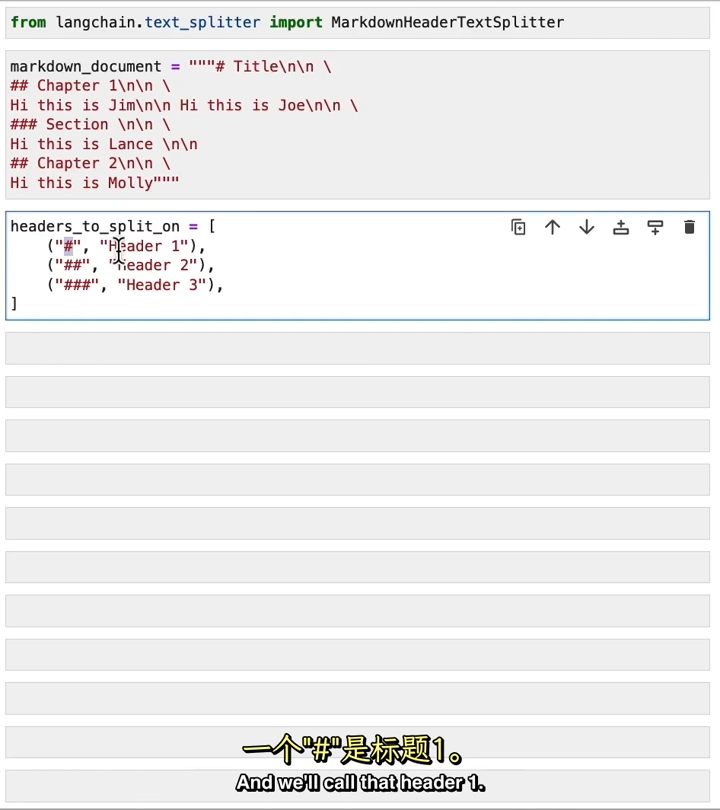 from langchain.text_splitter import MarkdownHeaderTextSplitter
markdown_document = """# Title\n\n \
## Chapter 1\n\n \
Hi this is Jim\n\n Hi this is Joe\n\n \
### Section \n\n \
Hi this is Lance \n\n
## Chapter 2\n\n \
Hi this is Molly"""
headers_to_split_on = [
    ("#", "Header 1"),
    ("##", "Header 2"),
    ("###", "Header 3"),
]
一个"#"是标题1。
And we'll call that header 1.